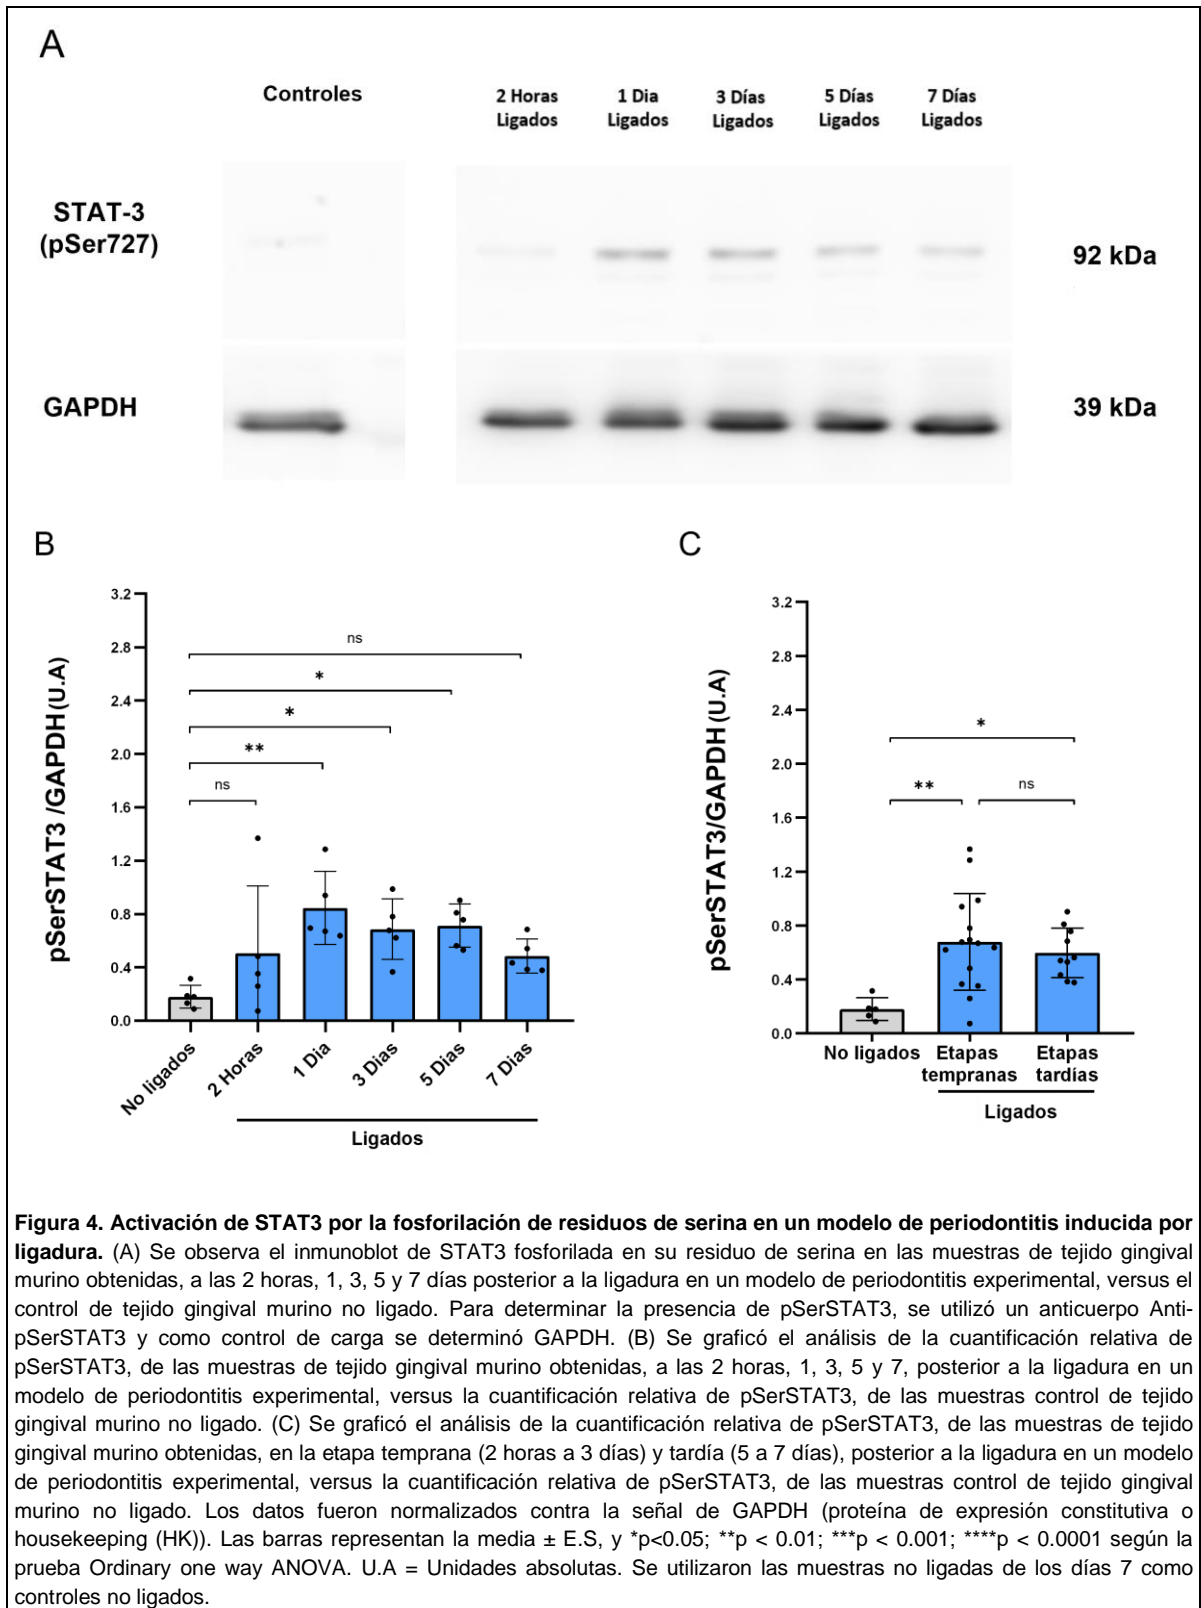 A
Controles
2 Horas
Ligados
1 Dia
Ligados
3 Días
Ligados
5 Días
Ligados
7 Días
Ligados
STAT-3
(pSer727)
92 kDa
GAPDH
39 kDa
B
pSerSTAT3 /GAPDH (U.A)
3.2
2.8
2.4
2.0
1.6
1.2
0.8
0.4
0.0
ns
*
*
**
ns
No ligados
2 Horas
1 Dia
3 Dias
5 Dias
7 Dias
Ligados
C
pSerSTAT3/GAPDH (U.A)
3.2
2.8
2.4
2.0
1.6
1.2
0.8
0.4
0.0
*
**
ns
No ligados
Etapas
tempranas
Etapas
tardías
Ligados
Figura 4. Activación de STAT3 por la fosforilación de residuos de serina en un modelo de periodontitis inducida por
ligadura. (A) Se observa el inmunoblot de STAT3 fosforilada en su residuo de serina en las muestras de tejido gingival
murino obtenidas, a las 2 horas, 1, 3, 5 y 7 días posterior a la ligadura en un modelo de periodontitis experimental, versus el
control de tejido gingival murino no ligado. Para determinar la presencia de pSerSTAT3, se utilizó un anticuerpo Anti-
pSerSTAT3 y como control de carga se determinó GAPDH. (B) Se graficó el análisis de la cuantificación relativa de
pSerSTAT3, de las muestras de tejido gingival murino obtenidas, a las 2 horas, 1, 3, 5 y 7, posterior a la ligadura en un
modelo de periodontitis experimental, versus la cuantificación relativa de pSerSTAT3, de las muestras control de tejido
gingival murino no ligado. (C) Se graficó el análisis de la cuantificación relativa de pSerSTAT3, de las muestras de tejido
gingival murino obtenidas, en la etapa temprana (2 horas a 3 días) y tardía (5 a 7 días), posterior a la ligadura en un modelo
de periodontitis experimental, versus la cuantificación relativa de pSerSTAT3, de las muestras control de tejido gingival
murino no ligado. Los datos fueron normalizados contra la señal de GAPDH (proteína de expresión constitutiva o
housekeeping (HK)). Las barras representan la media ± E.S, y *p<0.05; **p < 0.01; ***p < 0.001; ****p < 0.0001 según la
prueba Ordinary one way ANOVA. U.A = Unidades absolutas. Se utilizaron las muestras no ligadas de los días 7 como
controles no ligados.